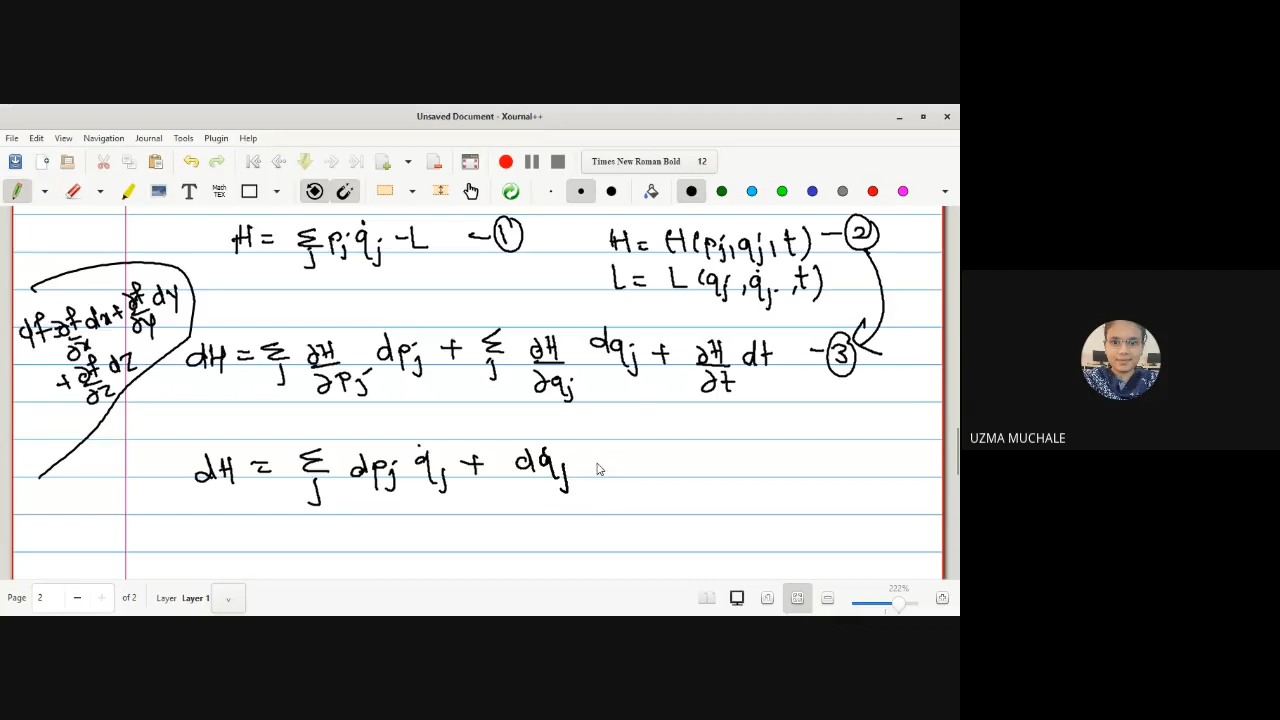 Unsaved Document - Xournal++
File Edit View Navigation Journal Tools Plugin Help
Times New Roman Bold 12
H = Σ_j p_j q̇_j - L — ①
H = H(p_j, q_j, t) — ②
L = L(q_j, q̇_j, t)
df = ∂f/∂x dx + ∂f/∂y dy
+ ∂f/∂z dz
dH = Σ_j ∂H/∂p_j dp_j + Σ_j ∂H/∂q_j dq_j + ∂H/∂t dt — ③
dH = Σ_j dp_j q̇_j + dq̇_j
UZMA MUCHALE
Page 2 of 2 Layer Layer 1
222%